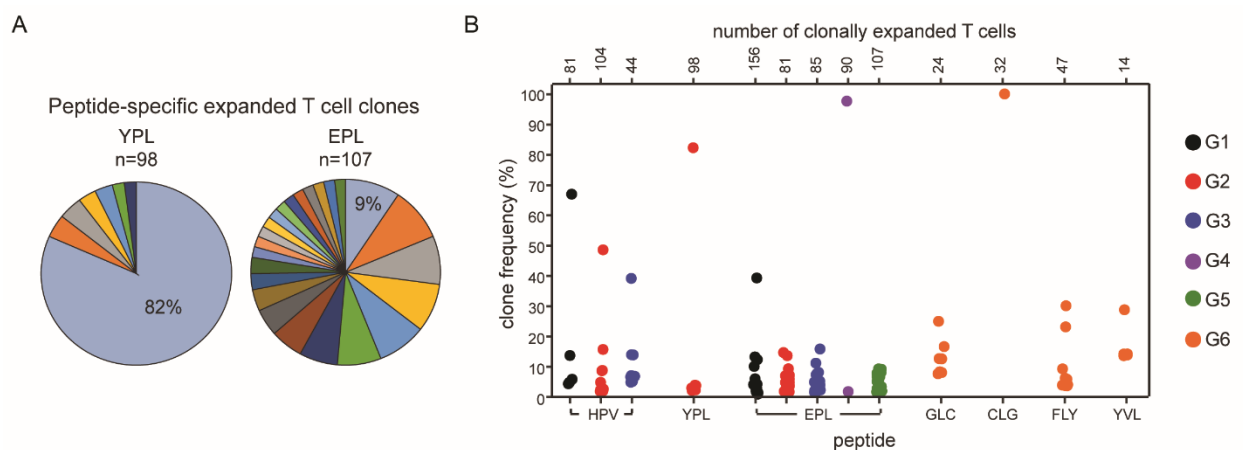 A
Peptide-specific expanded T cell clones
YPL
n=98
82%
EPL
n=107
9%
B
number of clonally expanded T cells
81 104 44 98 156 81 85 90 107 24 32 47 14
clone frequency (%)
100
90
80
70
60
50
40
30
20
10
0
HPV YPL EPL GLC CLG FLY YVL
peptide
G1
G2
G3
G4
G5
G6